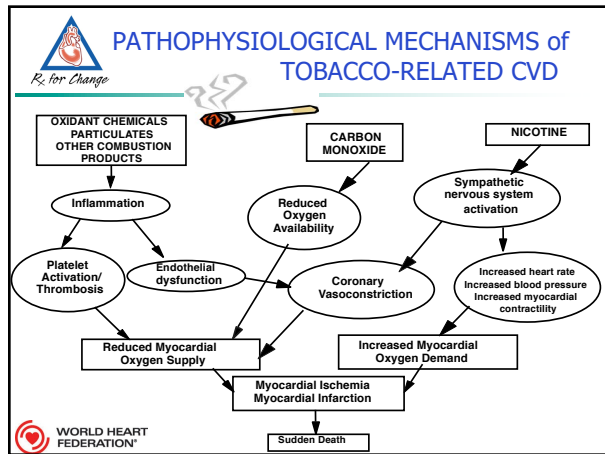 PATHOPHYSIOLOGICAL MECHANISMS of
TOBACCO-RELATED CVD
Rx for Change
OXIDANT CHEMICALS
PARTICULATES
OTHER COMBUSTION
PRODUCTS
CARBON
MONOXIDE
NICOTINE
Inflammation
Reduced
Oxygen
Availability
Sympathetic
nervous system
activation
Platelet
Activation/
Thrombosis
Endothelial
dysfunction
Coronary
Vasoconstriction
Increased heart rate
Increased blood pressure
Increased myocardial
contractility
Reduced Myocardial
Oxygen Supply
Increased Myocardial
Oxygen Demand
Myocardial Ischemia
Myocardial Infarction
Sudden Death
WORLD HEART
FEDERATION®